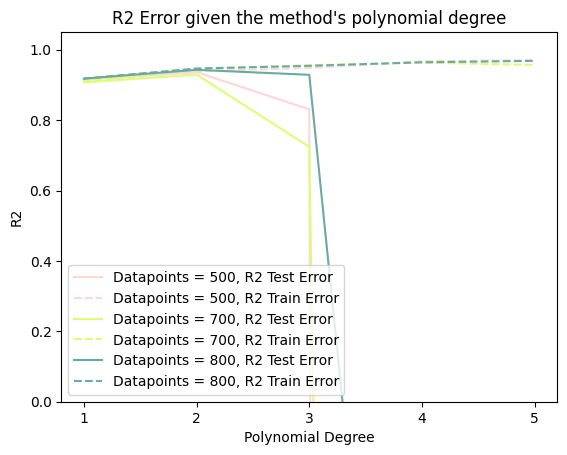 R2 Error given the method's polynomial degree
R2
1.0
0.8
0.6
0.4
0.2
0.0
Datapoints = 500, R2 Test Error
Datapoints = 500, R2 Train Error
Datapoints = 700, R2 Test Error
Datapoints = 700, R2 Train Error
Datapoints = 800, R2 Test Error
Datapoints = 800, R2 Train Error
1 2 3 4 5
Polynomial Degree